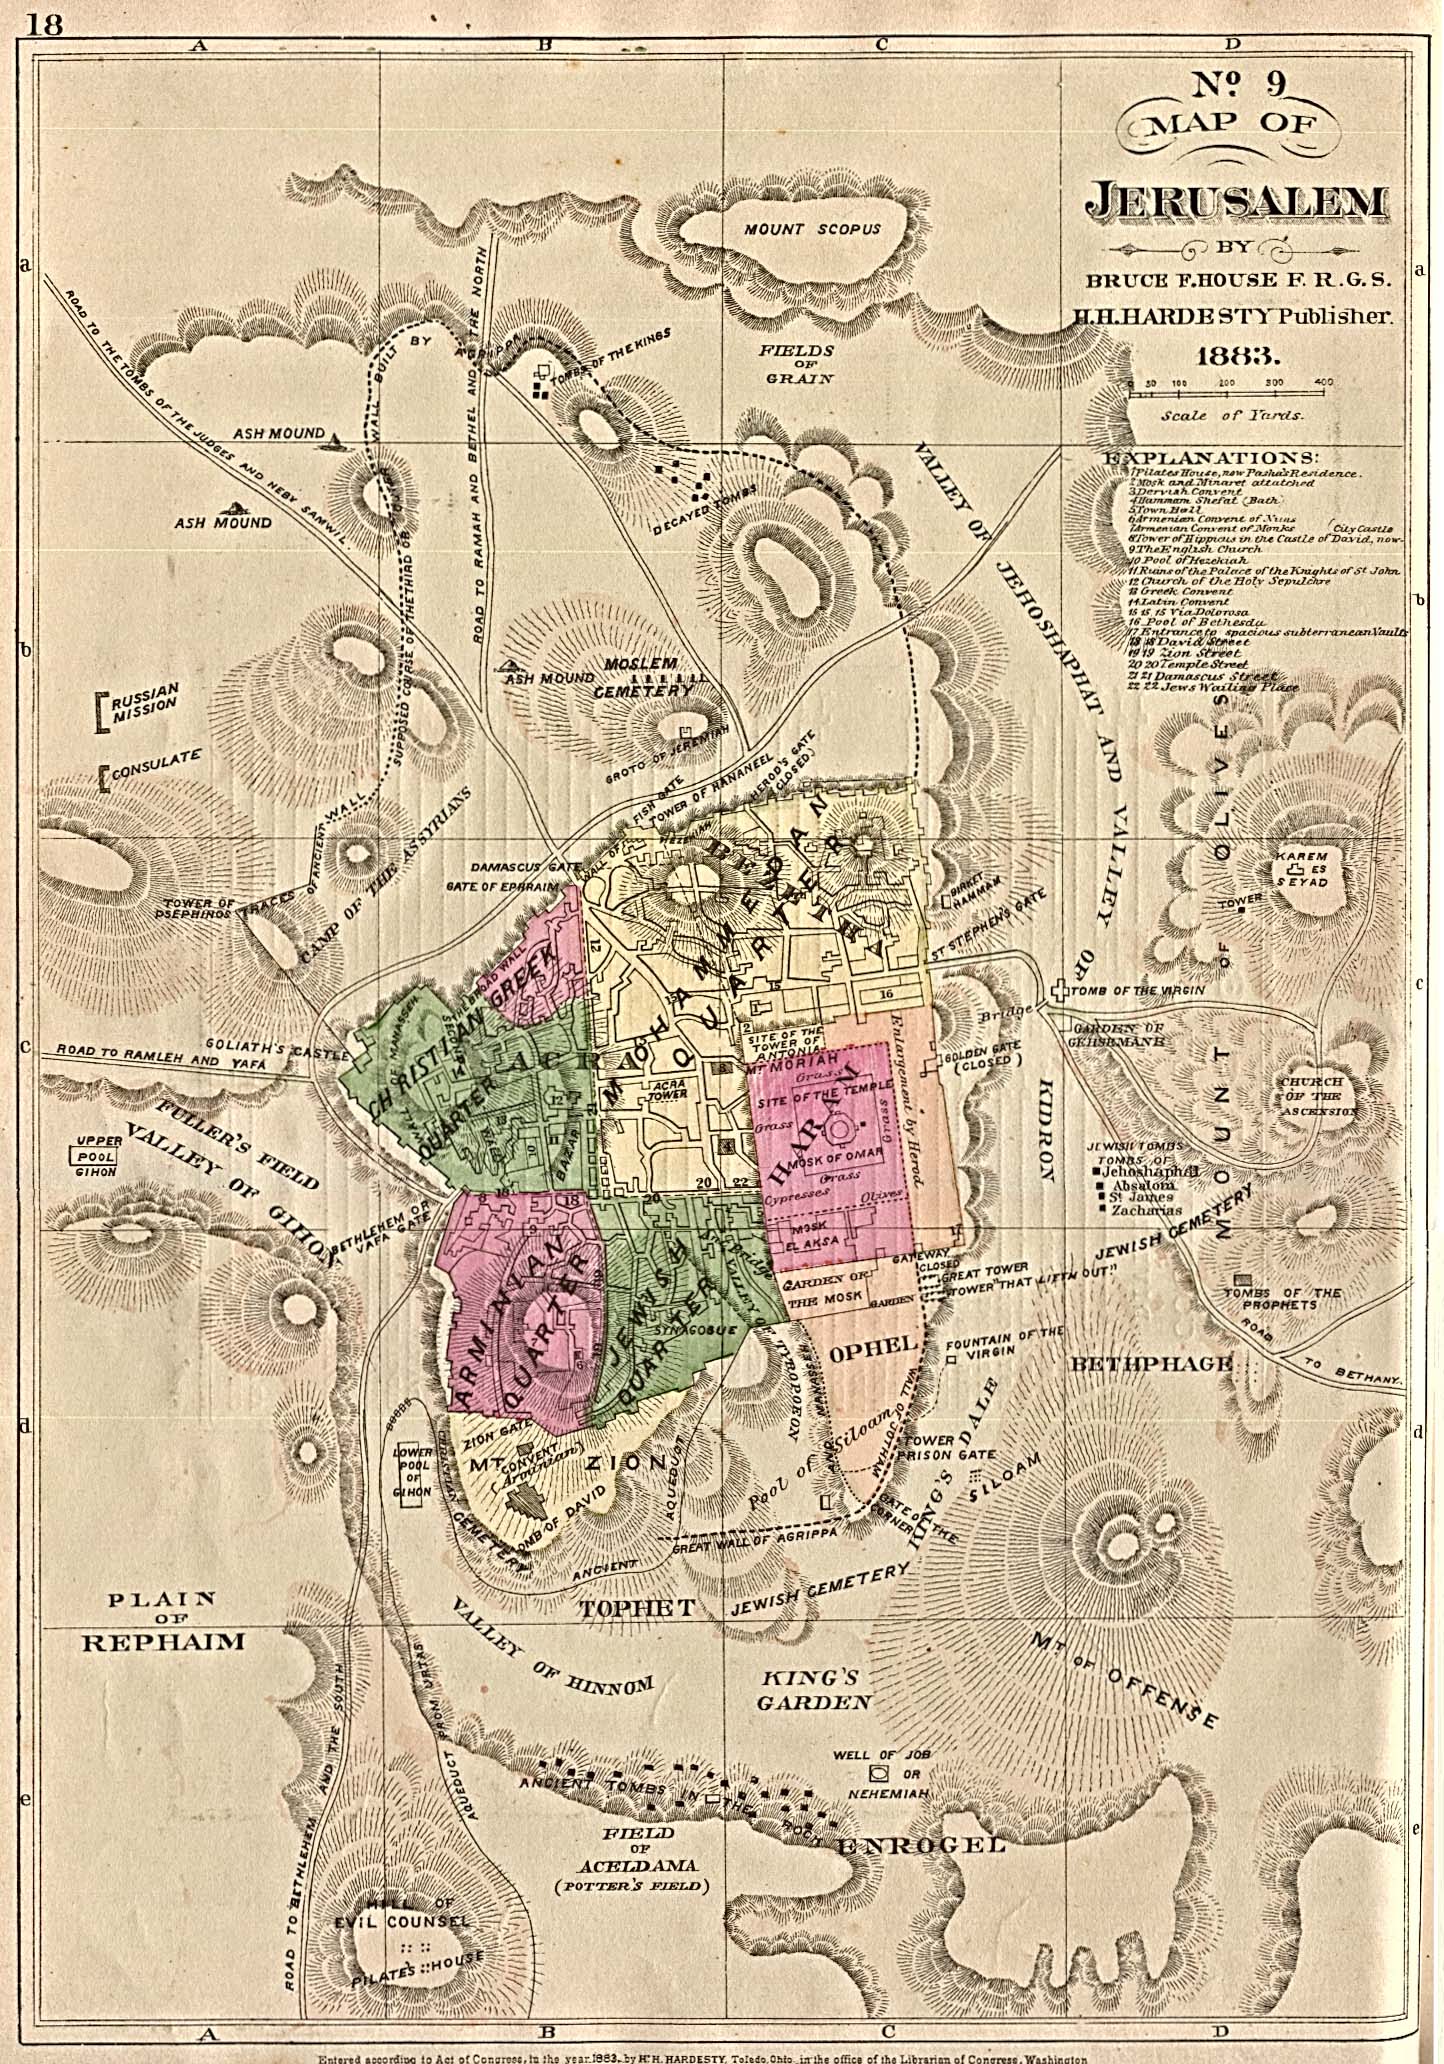 18
A
B
C
D
No. 9
MAP OF
JERUSALEM
BY
BRUCE F. HOUSE F. R. G. S.
H.H. HARDESTY Publisher.
1883.
0 50 100 200 300 400
Scale of Yards.
EXPLANATIONS:
1 Pilates House, now Pasha's Residence.
2 Mosk and Minaret attatched
3 Dervish Convent
4 Hammam Shefal (Bath)
5 Town Hall
6 Armenian Convent of Nuns
7 Armenian Convent of Monks
8 Tower of Hippicus in the Castle of David, now-
(City Castle
9 The English Church
10 Pool of Hezekiah
11 Ruins of the Palace of the Knights of St John
12 Church of the Holy Sepulchre
13 Greek Convent
14 Latin Convent
15 15, 15 Via Dolorosa
16 Pool of Bethesda
17 Entrance to spacious subterranean Vaults
18 18 David Street
19 19 Zion Street
20 20 Temple Street
21 21 Damascus Street
22 22 Jews Wailing Place
a
a
MOUNT SCOPUS
FIELDS
OF
GRAIN
ROAD TO THE TOMBS OF THE JUDGES AND NEBY SAMWIL.
WALL BUILT BY AGRIPPA
SUPPOSED COURSE OF THE THIRD OR
ROAD TO RAMAH AND BETHEL AND THE NORTH
TOMBS OF THE KINGS
ASH MOUND
ASH MOUND
DECAYED TOMBS
VALLEY OF JEHOSHAPHAT AND VALLEY OF KIDRON
b
b
RUSSIAN
MISSION
CONSULATE
ASH MOUND
MOSLEM
CEMETERY
GROTO OF JEREMIAH
FISH GATE
TOWER OF HANANEEL
HEROD'S GATE
(CLOSED)
MOUNT OF OLIVES
TRACES OF ANCIENT WALL
TOWER OF
PSEPHINOS
CAMP OF THE ASSYRIANS
DAMASCUS GATE
GATE OF EPHRAIM
WALL OF HEZEKIAH
BEZETHA
MOHAMMEDAN
QUARTER
BIRKET
HAMMAM
ST STEPHEN'S GATE
KAREM
ES
SEYAD
TOWER
c
c
BROAD WALL
GREEK
CHRISTIAN
QUARTER
ACRA
ACRA
TOWER
BAZAR
GOLIATH'S CASTLE
ROAD TO RAMLEH AND YAFA
SITE OF THE
TOWER OF
ANTONIA
MT MORIAH
Grass
SITE OF THE TEMPLE
Grass
Grass
HARAM
MOSK OF OMAR
Grass
Cypresses
Olives
MOSK
EL AKSA
Enlargement by Herod
GOLDEN GATE
(CLOSED)
Bridge
TOMB OF THE VIRGIN
GARDEN OF
GEHSEMANE
CHURCH
OF THE
ASCENSION
FULLER'S FIELD
VALLEY OF GIHON
UPPER
POOL
GIHON
BETHLEHEM OR
YAFA GATE
JEWISH TOMBS
TOMBS OF
Jehoshaphat
Absalom
St James
Zacharias
JEWISH CEMETERY
ARMINIAN
QUARTER
JEWISH
QUARTER
SYNAGOGUE
Bridge
VALLEY OF TYROPOEON
GARDEN OF
THE MOSK
GARDEN
GATEWAY
CLOSED
GREAT TOWER
TOWER "THAT LIETH OUT"
TOMBS OF THE
PROPHETS
OPHEL
FOUNTAIN OF THE
VIRGIN
BETHPHAGE
ROAD TO BETHANY.
d
d
ZION GATE
MT. ZION
CONVENT
(Armenian)
TOMB OF DAVID
CHRISTIAN CEMETERY
LOWER
POOL
OF
GIHON
ANCIENT AQUEDUCT
Pool of Siloam
WALL OF JOTHAM
TOWER
PRISON GATE
GATE OF THE
CORNER
KING'S DALE
SILOAM
GREAT WALL OF AGRIPPA
JEWISH CEMETERY
TOPHET
PLAIN
OF
REPHAIM
VALLEY OF HINNOM
KING'S
GARDEN
MT OF OFFENSE
AQUEDUCT FROM URTAS
ROAD TO BETHLEHEM AND THE SOUTH
e
e
ANCIENT TOMBS IN THE ROCK
WELL OF JOB
OR
NEHEMIAH
ENROGEL
FIELD
OF
ACELDAMA
(POTTER'S FIELD)
HILL OF
EVIL COUNSEL
PILATE'S HOUSE
A
B
C
D
Entered according to Act of Congress, in the year 1883, by H. H. HARDESTY, Toledo, Ohio, in the office of the Librarian of Congress, Washington